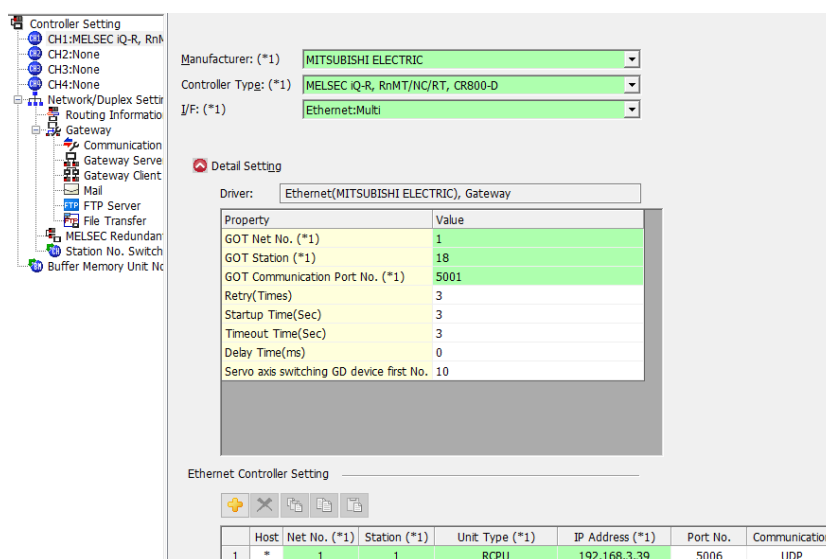 Controller Setting
CH1:MELSEC iQ-R, RnM
CH2:None
CH3:None
CH4:None
Network/Duplex Settir
Routing Informatio
Gateway
Communication
Gateway Serve
Gateway Client
Mail
FTP Server
File Transfer
MELSEC Redundan
Station No. Switch
Buffer Memory Unit No
Manufacturer: (*1) MITSUBISHI ELECTRIC
Controller Type: (*1) MELSEC iQ-R, RnMT/NC/RT, CR800-D
I/F: (*1) Ethernet:Multi
Detail Setting
Driver: Ethernet(MITSUBISHI ELECTRIC), Gateway
Property Value
GOT Net No. (*1) 1
GOT Station (*1) 18
GOT Communication Port No. (*1) 5001
Retry(Times) 3
Startup Time(Sec) 3
Timeout Time(Sec) 3
Delay Time(ms) 0
Servo axis switching GD device first No. 10
Ethernet Controller Setting
Host Net No. (*1) Station (*1) Unit Type (*1) IP Address (*1) Port No. Communication
1 * 1 1 RCPU 192.168.3.39 5006 UDP